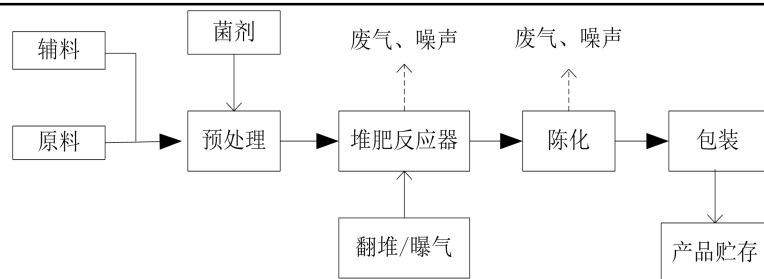 菌剂
废气、噪声
废气、噪声
辅料
原料
预处理
堆肥反应器
陈化
包装
翻堆/曝气
产品贮存